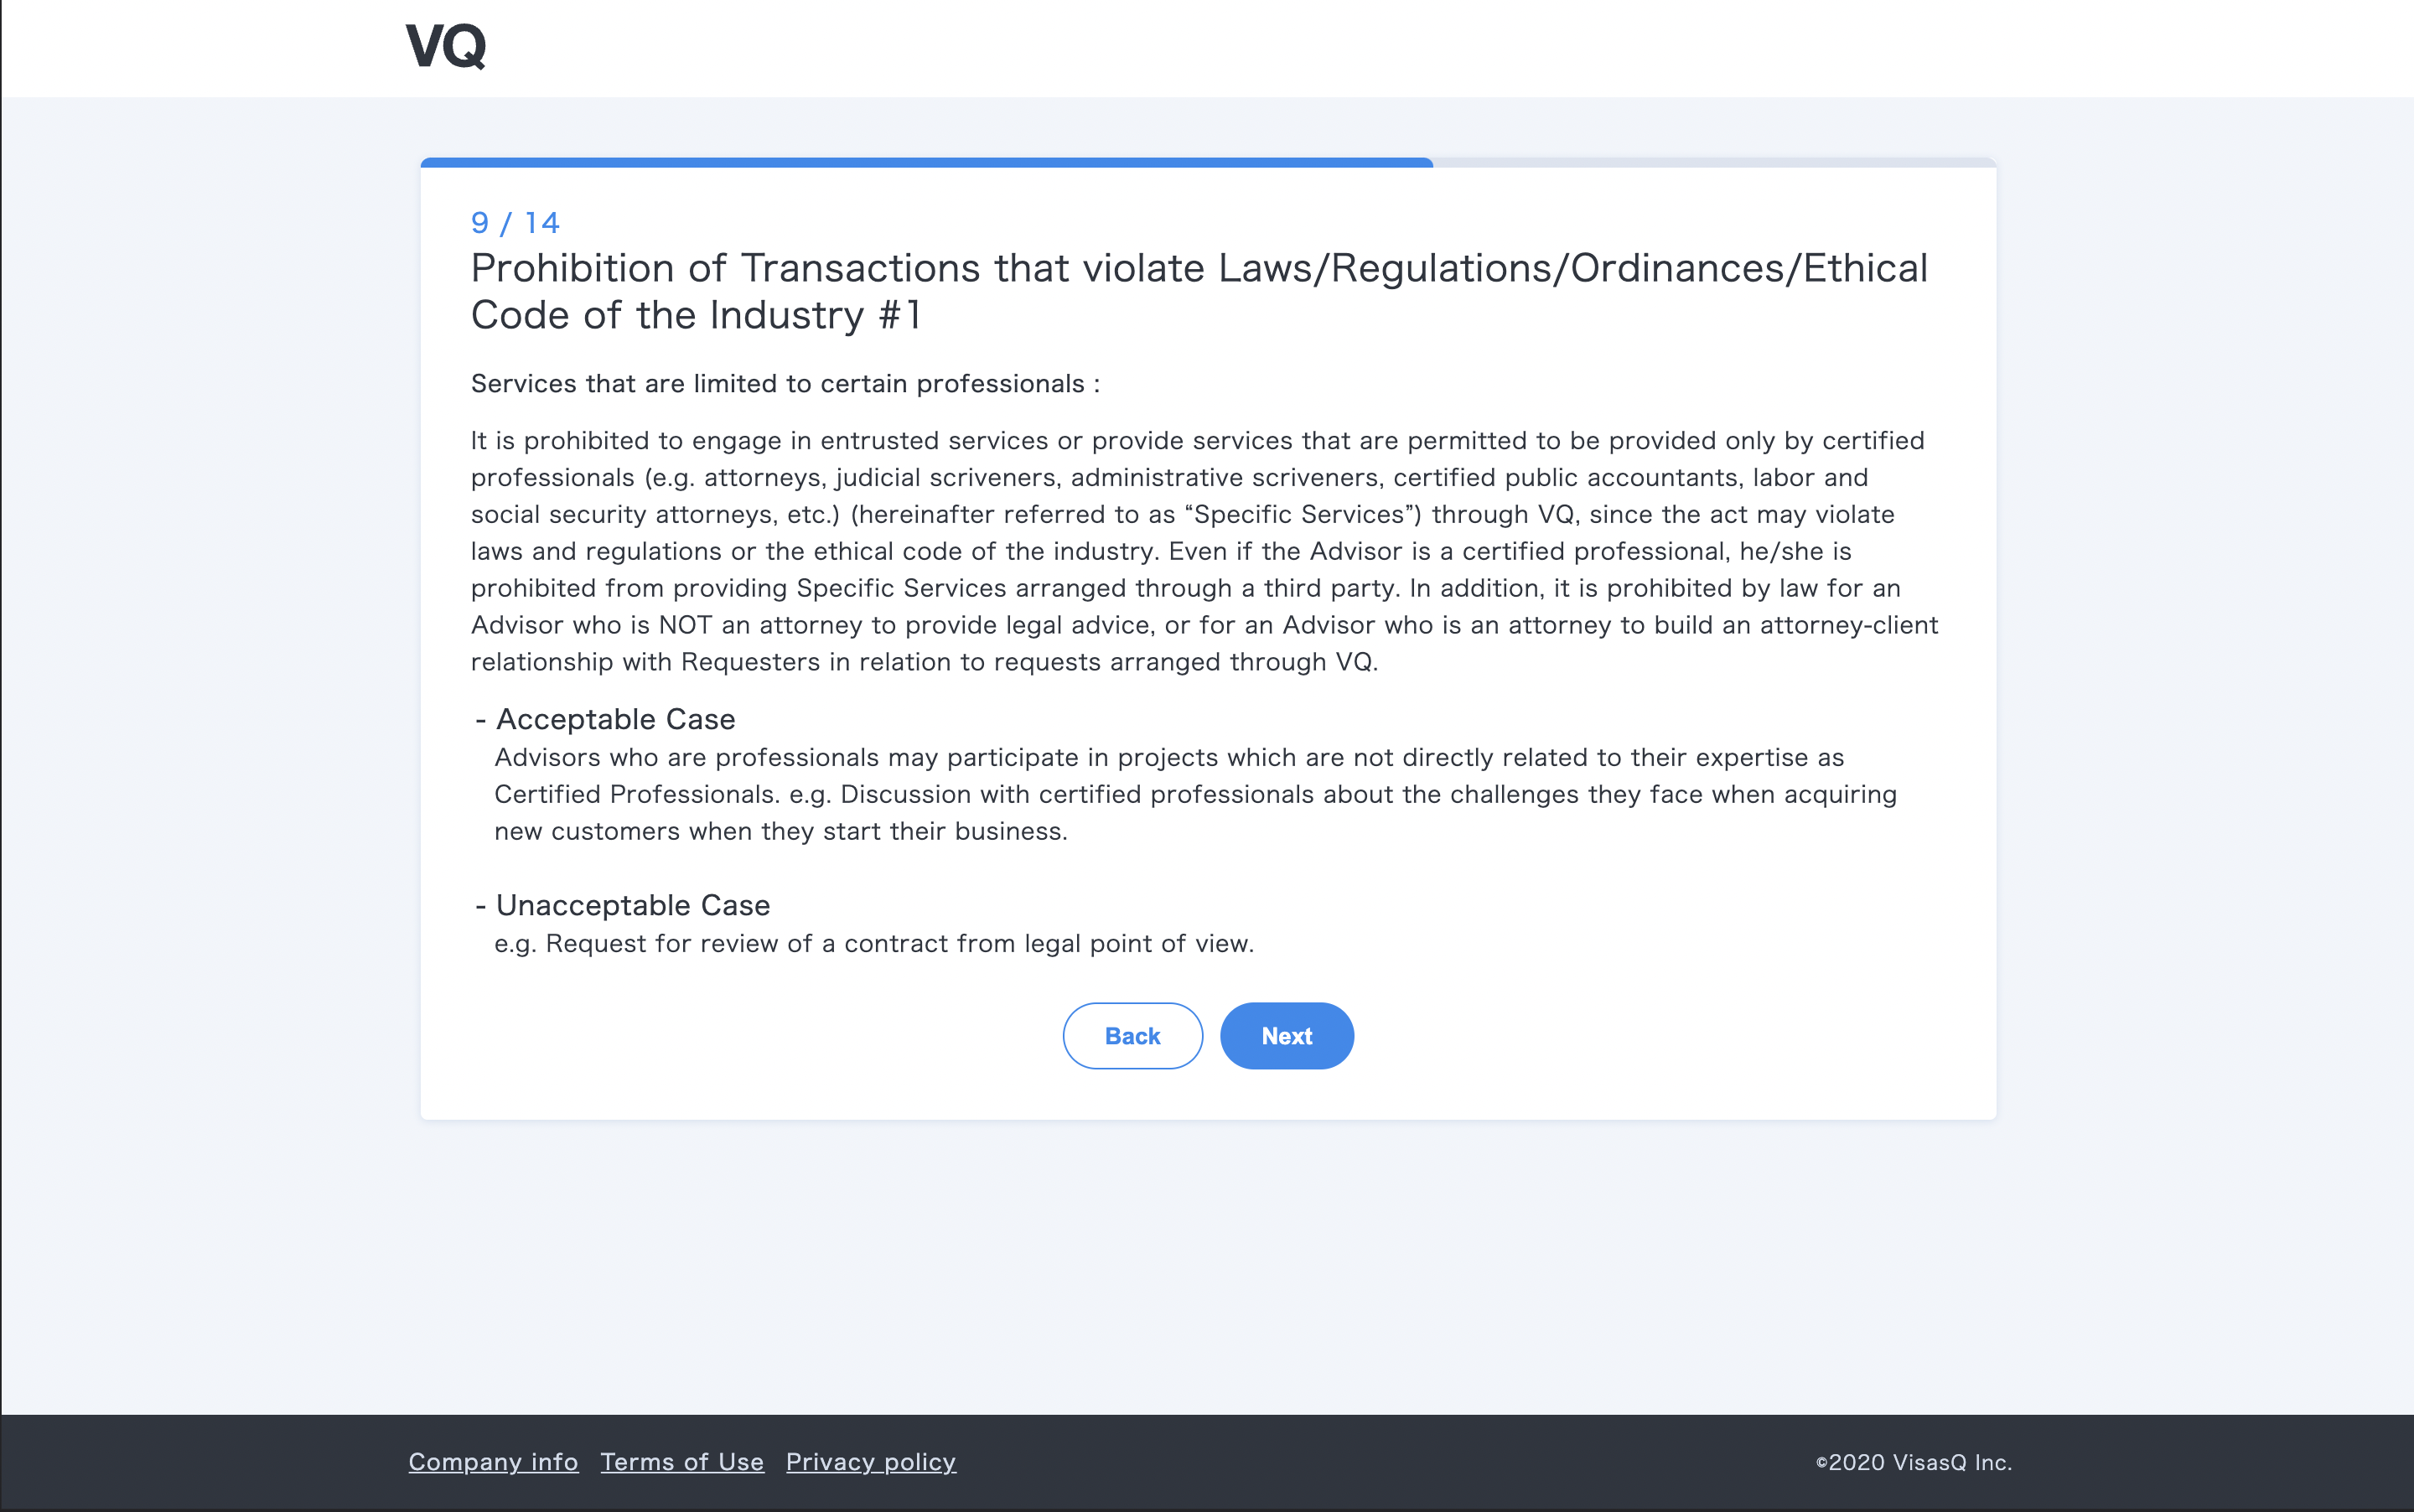 VQ
9 / 14
Prohibition of Transactions that violate Laws/Regulations/Ordinances/Ethical
Code of the Industry #1
Services that are limited to certain professionals :
It is prohibited to engage in entrusted services or provide services that are permitted to be provided only by certified
professionals (e.g. attorneys, judicial scriveners, administrative scriveners, certified public accountants, labor and
social security attorneys, etc.) (hereinafter referred to as “Specific Services”) through VQ, since the act may violate
laws and regulations or the ethical code of the industry. Even if the Advisor is a certified professional, he/she is
prohibited from providing Specific Services arranged through a third party. In addition, it is prohibited by law for an
Advisor who is NOT an attorney to provide legal advice, or for an Advisor who is an attorney to build an attorney-client
relationship with Requesters in relation to requests arranged through VQ.
- Acceptable Case
Advisors who are professionals may participate in projects which are not directly related to their expertise as
Certified Professionals. e.g. Discussion with certified professionals about the challenges they face when acquiring
new customers when they start their business.
- Unacceptable Case
e.g. Request for review of a contract from legal point of view.
Back Next
Company info Terms of Use Privacy policy ©2020 VisasQ Inc.